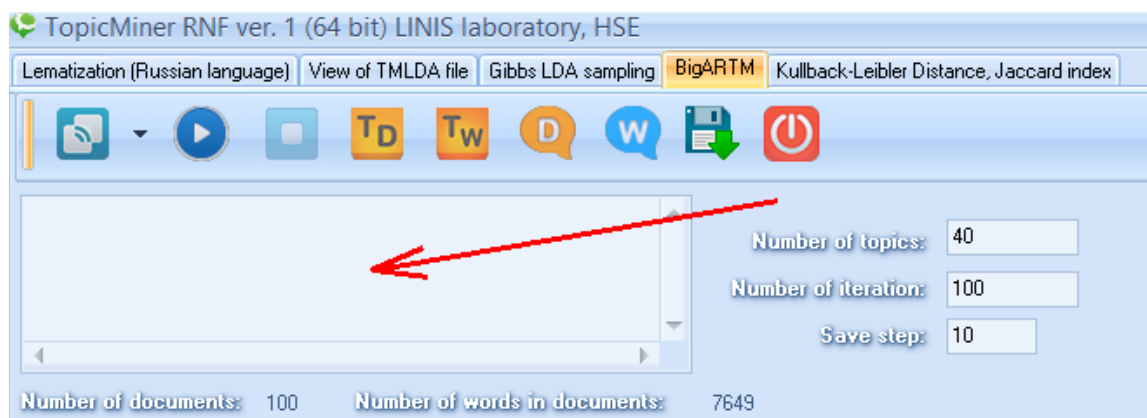 TopicMiner RNF ver. 1 (64 bit) LINIS laboratory, HSE
Lematization (Russian language) View of TMLDA file Gibbs LDA sampling BigARTM Kullback-Leibler Distance, Jaccard index
TD TW D W
Number of topics: 40
Number of iteration: 100
Save step: 10
Number of documents: 100 Number of words in documents: 7649